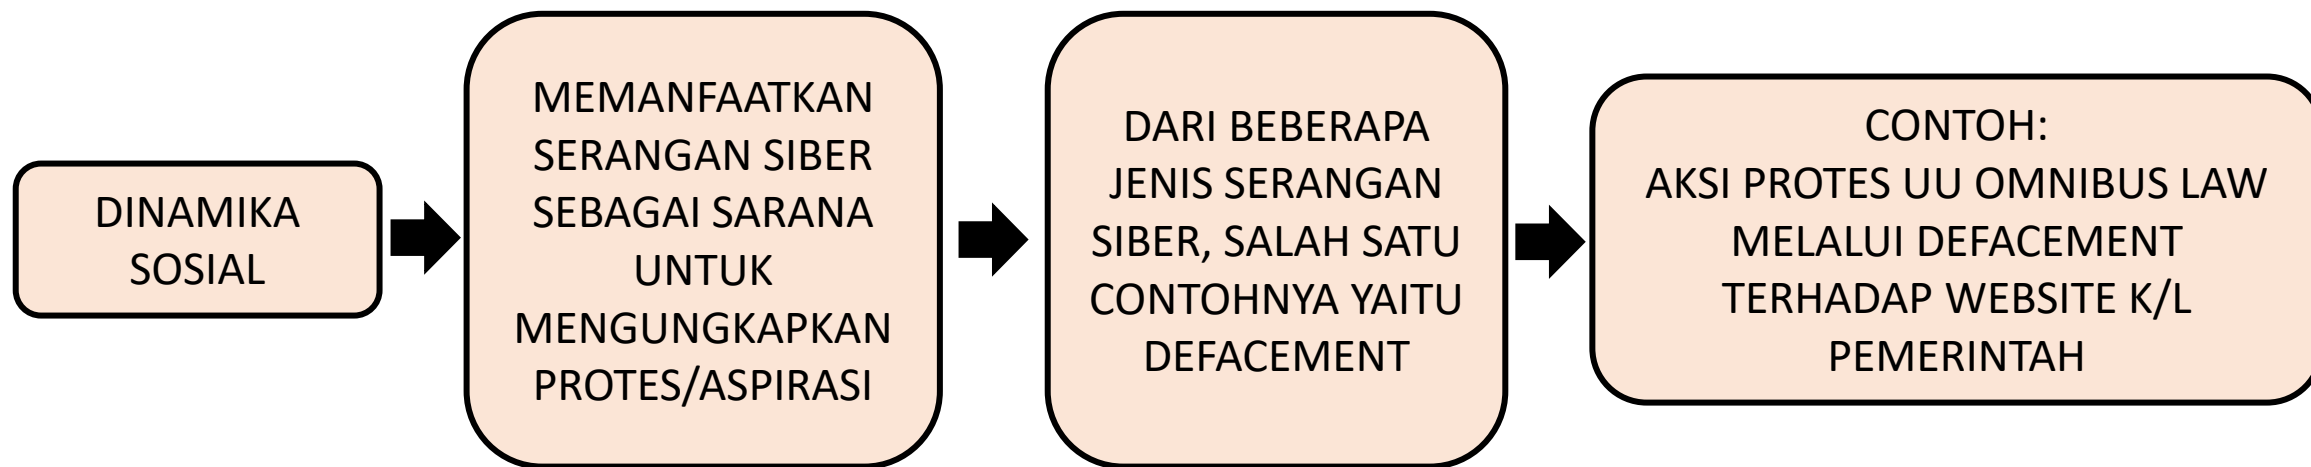 DINAMIKA
SOSIAL
MEMANFAATKAN
SERANGAN SIBER
SEBAGAI SARANA
UNTUK
MENGUNGKAPKAN
PROTES/ASPIRASI
DARI BEBERAPA
JENIS SERANGAN
SIBER, SALAH SATU
CONTOHNYA YAITU
DEFACEMENT
CONTOH:
AKSI PROTES UU OMNIBUS LAW
MELALUI DEFACEMENT
TERHADAP WEBSITE K/L
PEMERINTAH